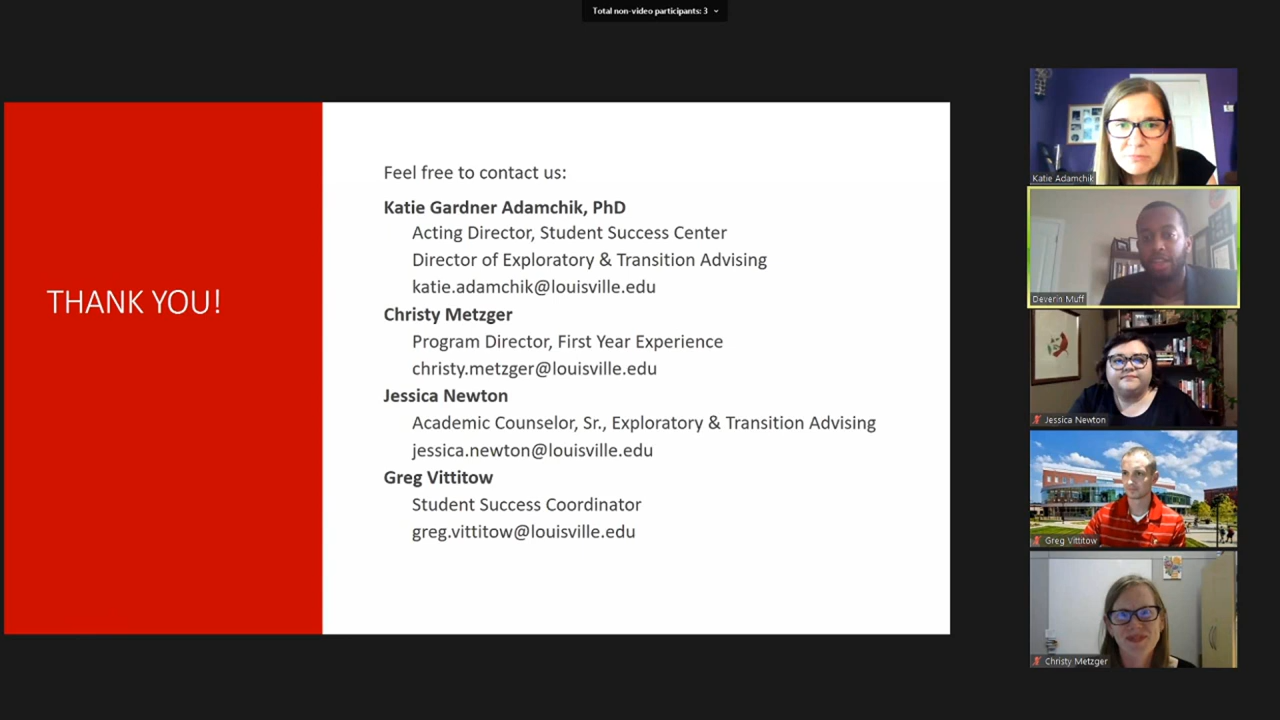 Total non-video participants: 3
THANK YOU!
Feel free to contact us:
Katie Gardner Adamchik, PhD
Acting Director, Student Success Center
Director of Exploratory & Transition Advising
katie.adamchik@louisville.edu
Christy Metzger
Program Director, First Year Experience
christy.metzger@louisville.edu
Jessica Newton
Academic Counselor, Sr., Exploratory & Transition Advising
jessica.newton@louisville.edu
Greg Vittitow
Student Success Coordinator
greg.vittitow@louisville.edu
Katie Adamchik
Deverin Muff
Jessica Newton
Greg Vittitow
Christy Metzger